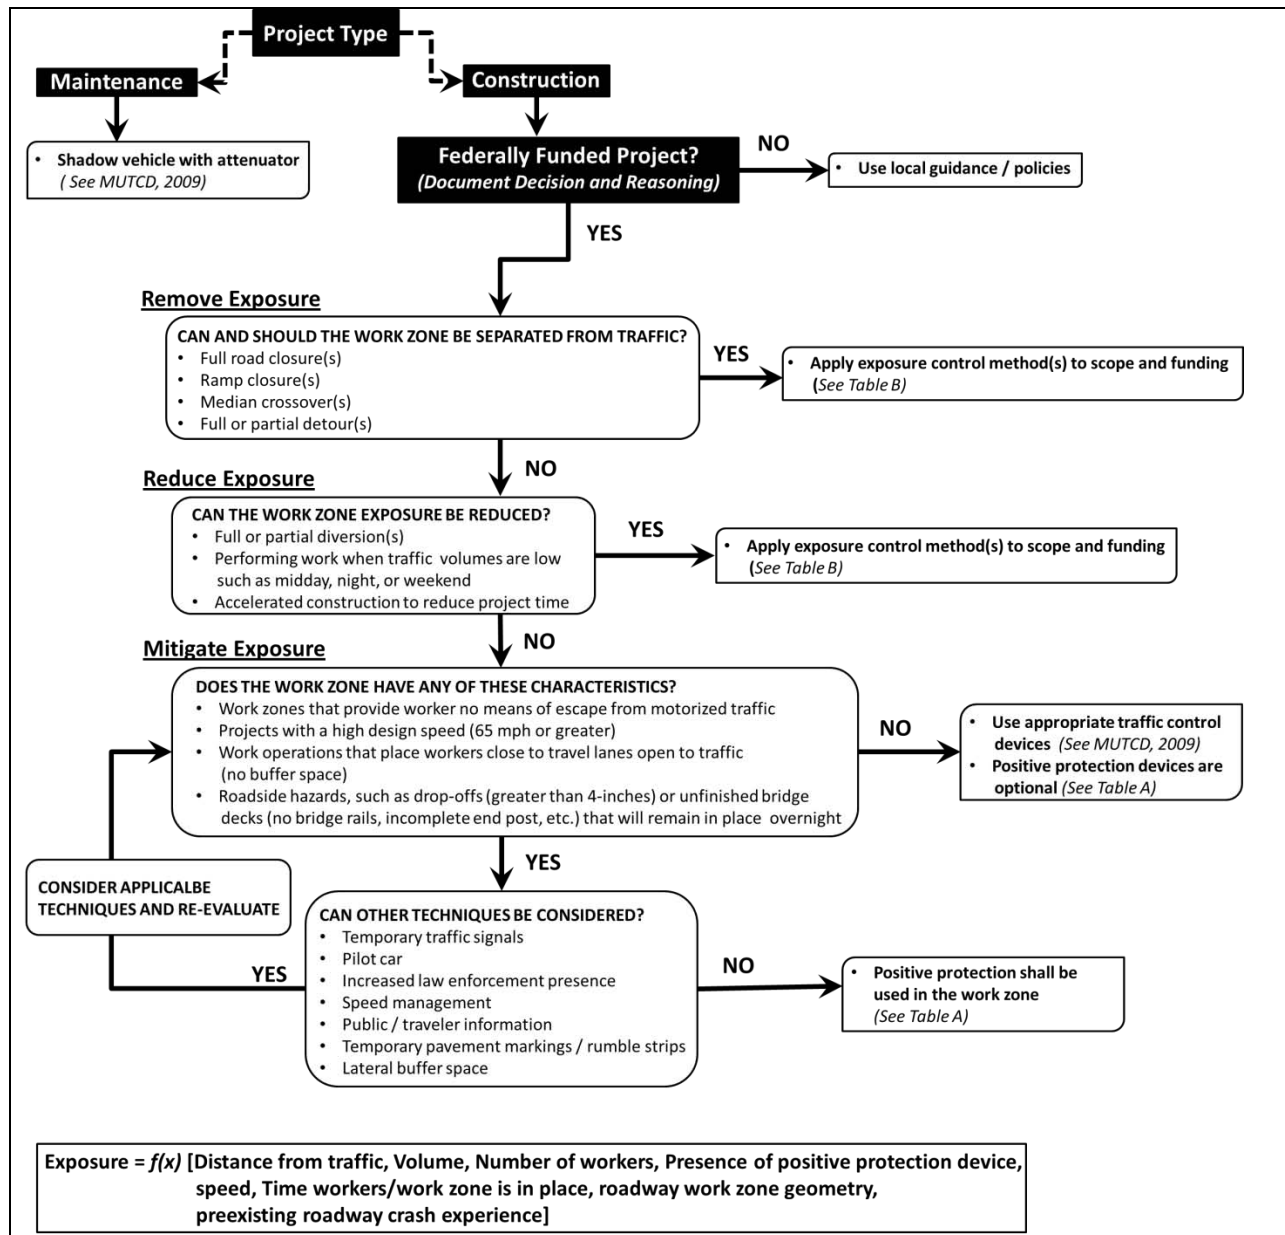 Project Type
Maintenance
Construction
• Shadow vehicle with attenuator
( See MUTCD, 2009)
Federally Funded Project?
(Document Decision and Reasoning)
NO
• Use local guidance / policies
YES
Remove Exposure
CAN AND SHOULD THE WORK ZONE BE SEPARATED FROM TRAFFIC?
• Full road closure(s)
• Ramp closure(s)
• Median crossover(s)
• Full or partial detour(s)
YES
• Apply exposure control method(s) to scope and funding
(See Table B)
NO
Reduce Exposure
CAN THE WORK ZONE EXPOSURE BE REDUCED?
• Full or partial diversion(s)
• Performing work when traffic volumes are low
such as midday, night, or weekend
• Accelerated construction to reduce project time
YES
• Apply exposure control method(s) to scope and funding
(See Table B)
NO
Mitigate Exposure
DOES THE WORK ZONE HAVE ANY OF THESE CHARACTERISTICS?
• Work zones that provide worker no means of escape from motorized traffic
• Projects with a high design speed (65 mph or greater)
• Work operations that place workers close to travel lanes open to traffic
(no buffer space)
• Roadside hazards, such as drop-offs (greater than 4-inches) or unfinished bridge
decks (no bridge rails, incomplete end post, etc.) that will remain in place overnight
NO
• Use appropriate traffic control
devices (See MUTCD, 2009)
• Positive protection devices are
optional (See Table A)
YES
CONSIDER APPLICALBE
TECHNIQUES AND RE-EVALUATE
YES
CAN OTHER TECHNIQUES BE CONSIDERED?
• Temporary traffic signals
• Pilot car
• Increased law enforcement presence
• Speed management
• Public / traveler information
• Temporary pavement markings / rumble strips
• Lateral buffer space
NO
• Positive protection shall be
used in the work zone
(See Table A)
Exposure = f(x) [Distance from traffic, Volume, Number of workers, Presence of positive protection device,
speed, Time workers/work zone is in place, roadway work zone geometry,
preexisting roadway crash experience]